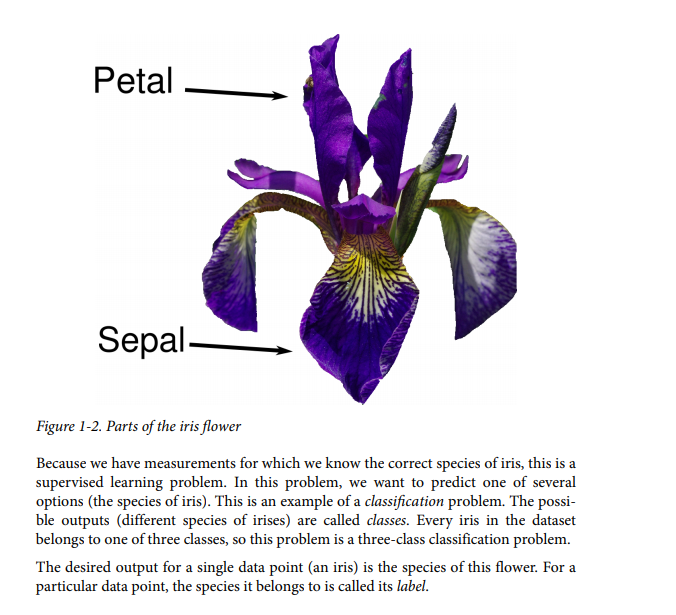 Petal
Sepal
Figure 1-2. Parts of the iris flower
Because we have measurements for which we know the correct species of iris, this is a
supervised learning problem. In this problem, we want to predict one of several
options (the species of iris). This is an example of a classification problem. The possi-
ble outputs (different species of irises) are called classes. Every iris in the dataset
belongs to one of three classes, so this problem is a three-class classification problem.
The desired output for a single data point (an iris) is the species of this flower. For a
particular data point, the species it belongs to is called its label.